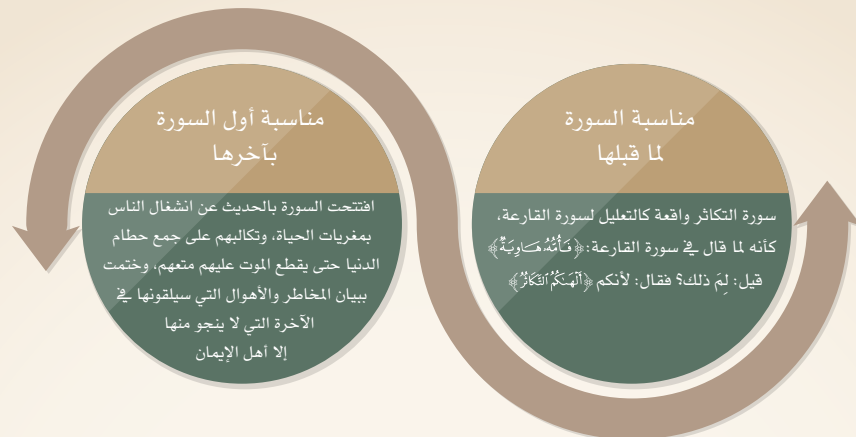 مناسبة السورة
لما قبلها
سورة التكاثر واقعة كالتعليل لسورة القارعة،
كأنه لما قال في سورة القارعة: ﴿فَأُمُّهُۥ هَاوِيَةٌ﴾
قيل: لِمَ ذلك؟ فقال: لأنكم ﴿أَلْهَىٰكُمُ ٱلتَّكَاثُرُ﴾
مناسبة أول السورة
بآخرها
افتتحت السورة بالحديث عن انشغال الناس
بمغريات الحياة، وتكالبهم على جمع حطام
الدنيا حتى يقطع الموت عليهم متعهم، وختمت
ببيان المخاطر والأهوال التي سيلقونها في
الآخرة التي لا ينجو منها
إلا أهل الإيمان